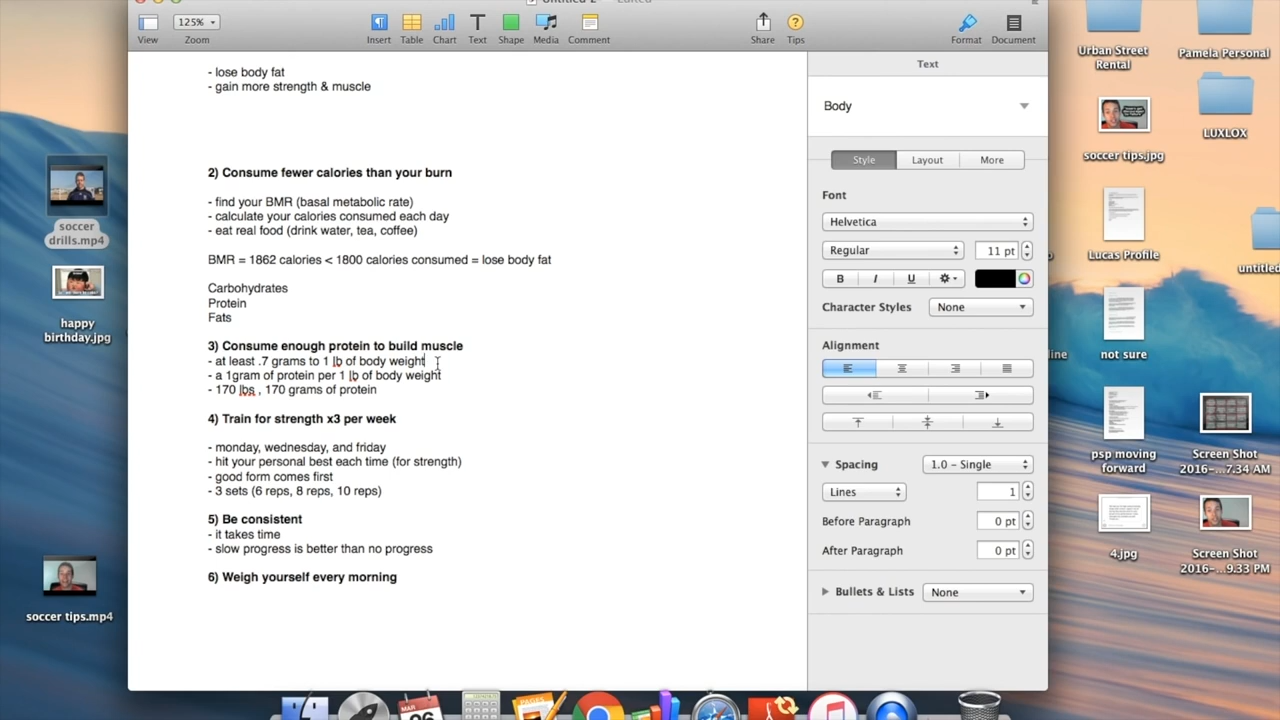 Untitled 2 — Edited
125%
View
Zoom
Insert
Table
Chart
Text
Shape
Media
Comment
Share
Tips
Format
Document
- lose body fat
- gain more strength & muscle
2) Consume fewer calories than your burn
- find your BMR (basal metabolic rate)
- calculate your calories consumed each day
- eat real food (drink water, tea, coffee)
BMR = 1862 calories < 1800 calories consumed = lose body fat
Carbohydrates
Protein
Fats
3) Consume enough protein to build muscle
- at least .7 grams to 1 lb of body weight
- a 1gram of protein per 1 lb of body weight
- 170 lbs , 170 grams of protein
4) Train for strength x3 per week
- monday, wednesday, and friday
- hit your personal best each time (for strength)
- good form comes first
- 3 sets (6 reps, 8 reps, 10 reps)
5) Be consistent
- it takes time
- slow progress is better than no progress
6) Weigh yourself every morning
Text
Body
Style
Layout
More
Font
Helvetica
Regular
11 pt
B
I
U
Character Styles
None
Alignment
Spacing
1.0 - Single
Lines
1
Before Paragraph
0 pt
After Paragraph
0 pt
Bullets & Lists
None
soccer
drills.mp4
happy
birthday.jpg
soccer tips.mp4
Urban Street
Rental
Pamela Personal
soccer tips.jpg
LUXLOX
Lucas Profile
untitled
line
not sure
psp moving
forward
Screen Shot
2016-...7.34 AM
4.jpg
Screen Shot
2016-...9.33 PM
MAR
26